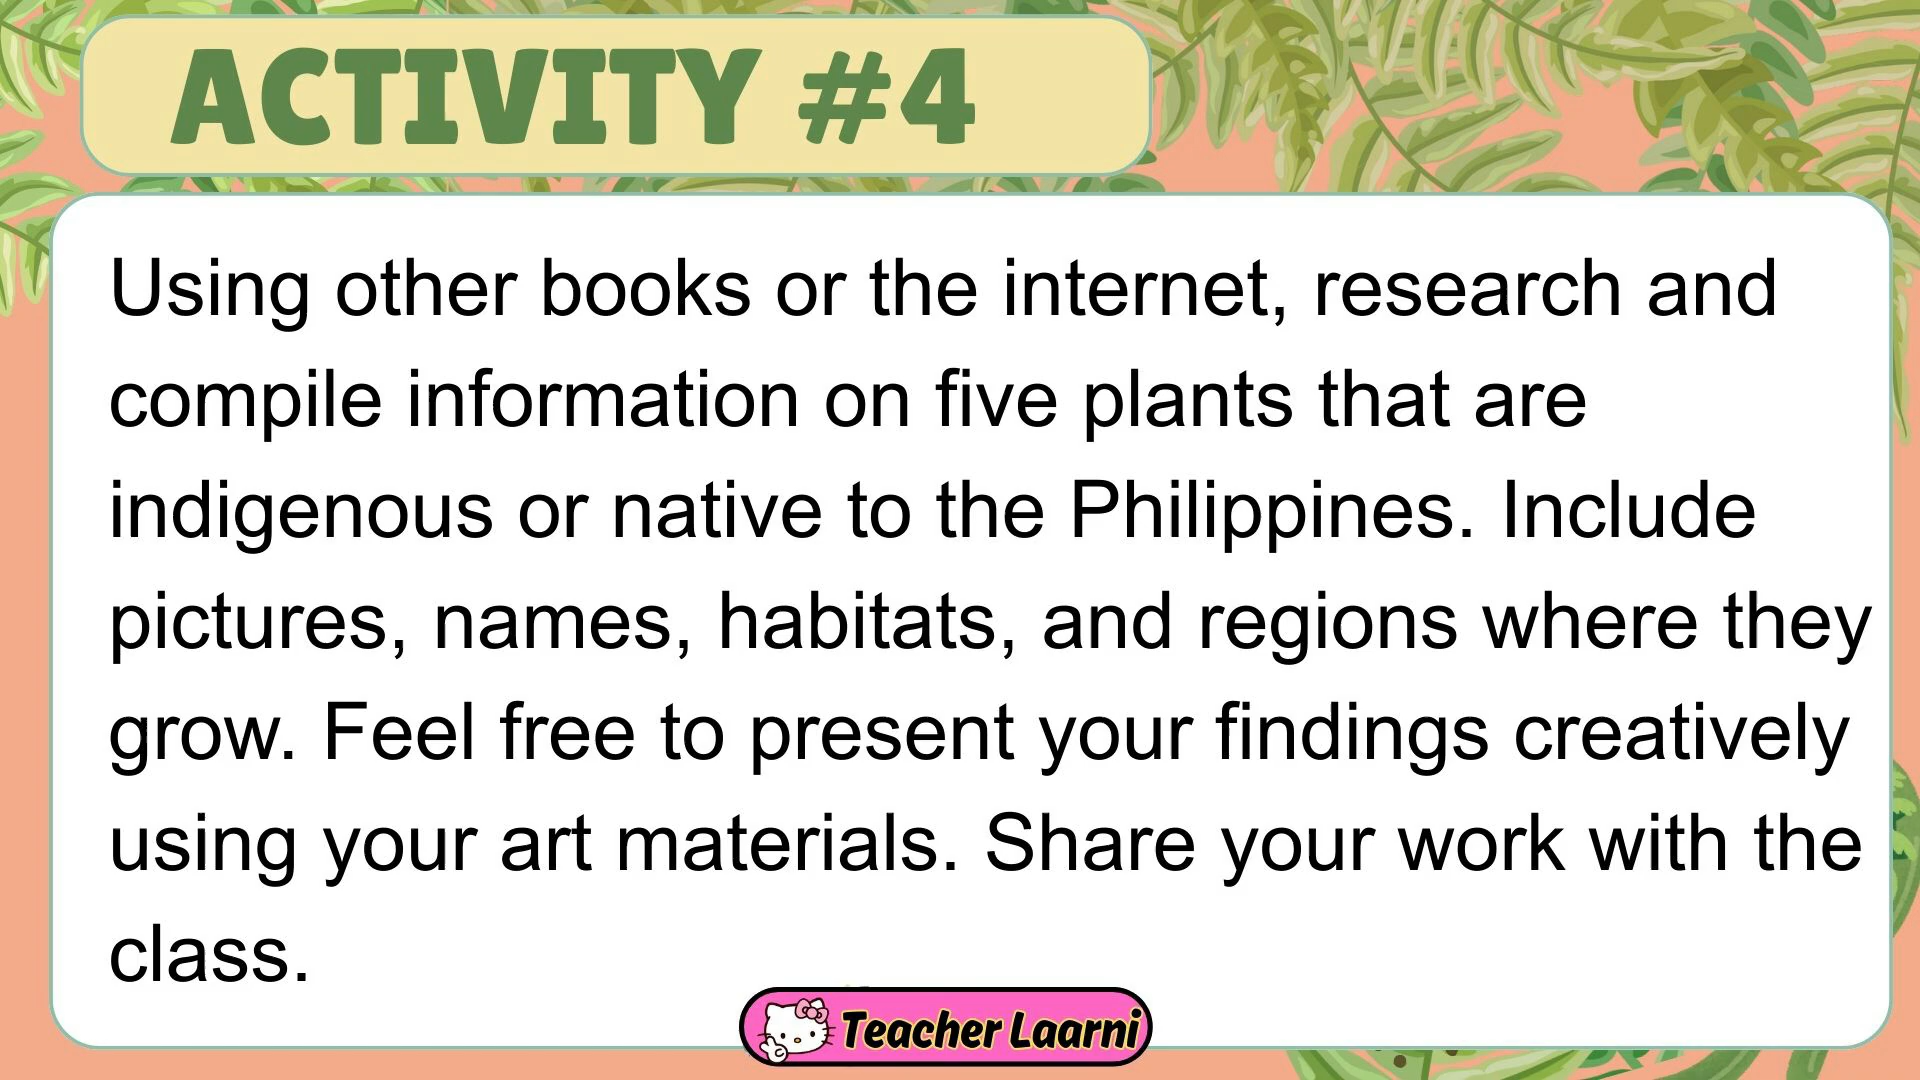 ACTIVITY #4
Using other books or the internet, research and
compile information on five plants that are
indigenous or native to the Philippines. Include
pictures, names, habitats, and regions where they
grow. Feel free to present your findings creatively
using your art materials. Share your work with the
class.
Teacher Laarni